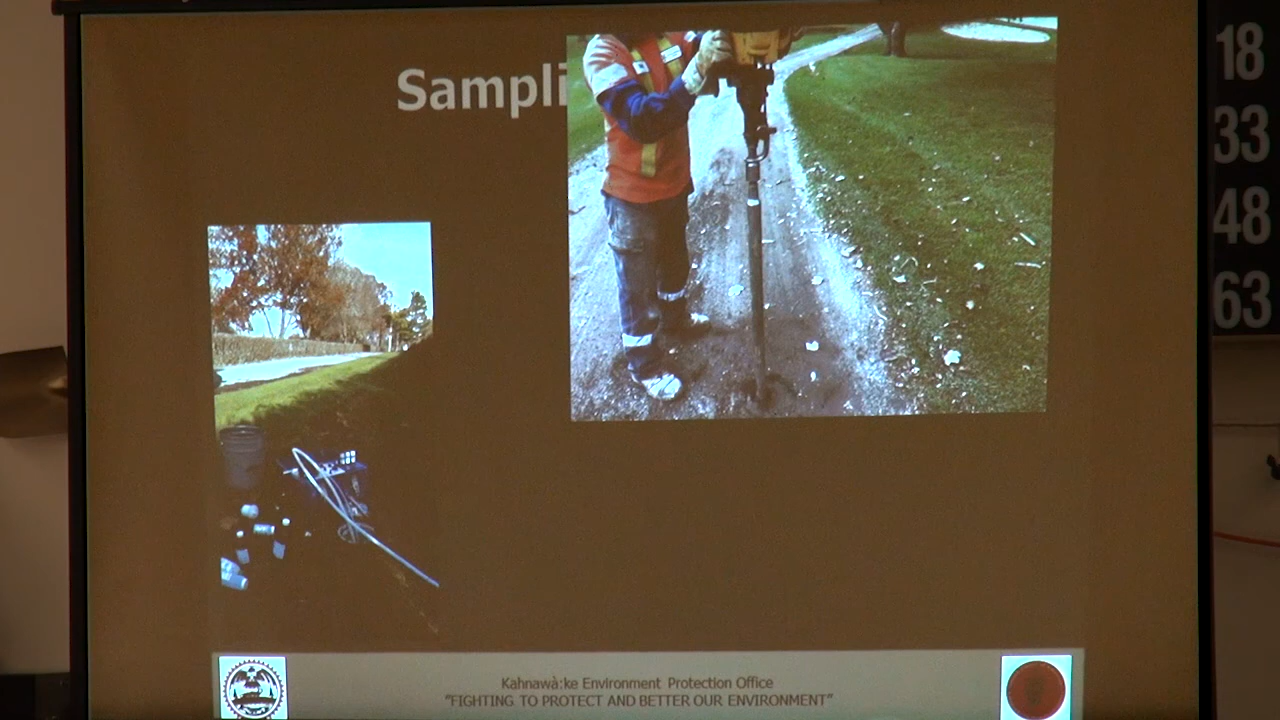 Sampli
18
33
48
63
Kahnawà:ke Environment Protection Office
"FIGHTING TO PROTECT AND BETTER OUR ENVIRONMENT"